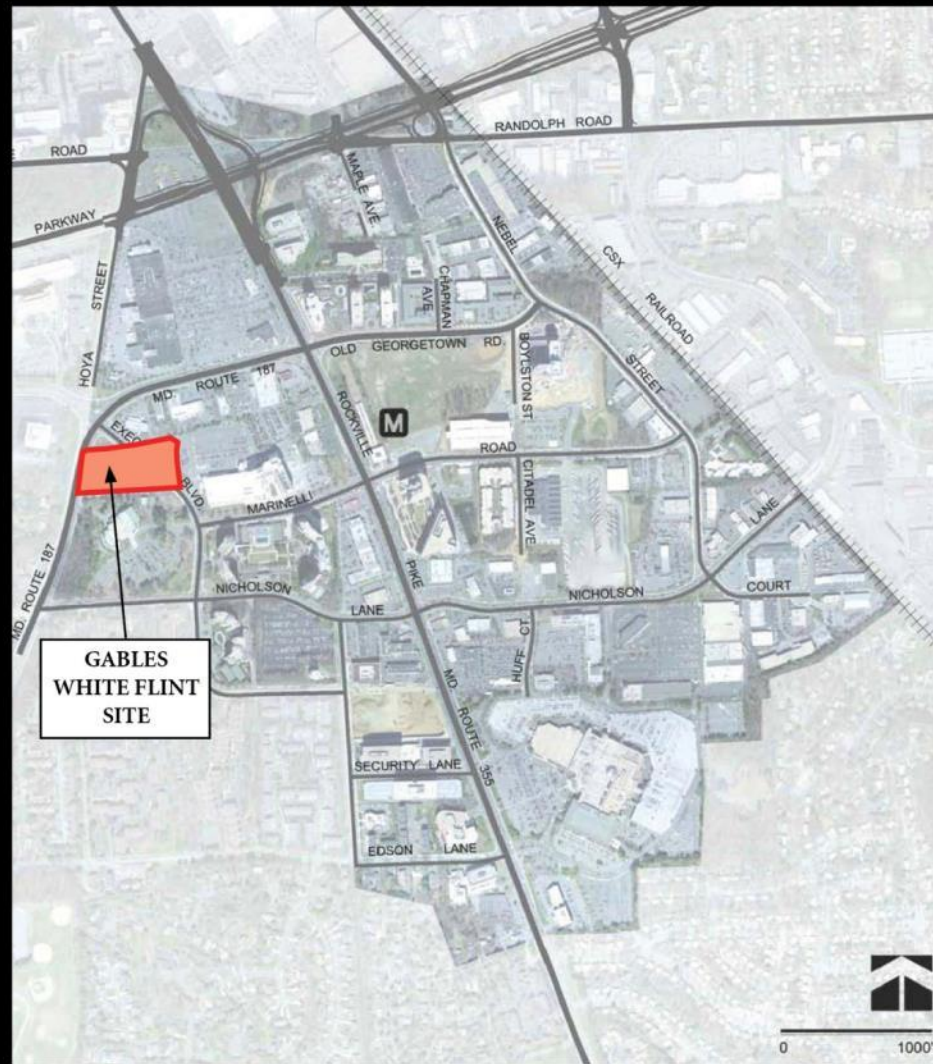 RANDOLPH ROAD
ROAD
PARKWAY
MAPLE AVE
NEBEL
STREET
CSX
RAILROAD
HOYA
STREET
CHAPMAN
AVE
OLD GEORGETOWN RD.
BOYLSTON ST.
MD. ROUTE 187
ROCKVILLE
PIKE
M
ROAD
MARINELLI
CITADEL AVE
BLVD.
LANE
COURT
NICHOLSON
LANE
NICHOLSON
MD. ROUTE 187
HUFF CT
MD. ROUTE 355
GABLES
WHITE FLINT
SITE
SECURITY LANE
EDSON LANE
0 1000'